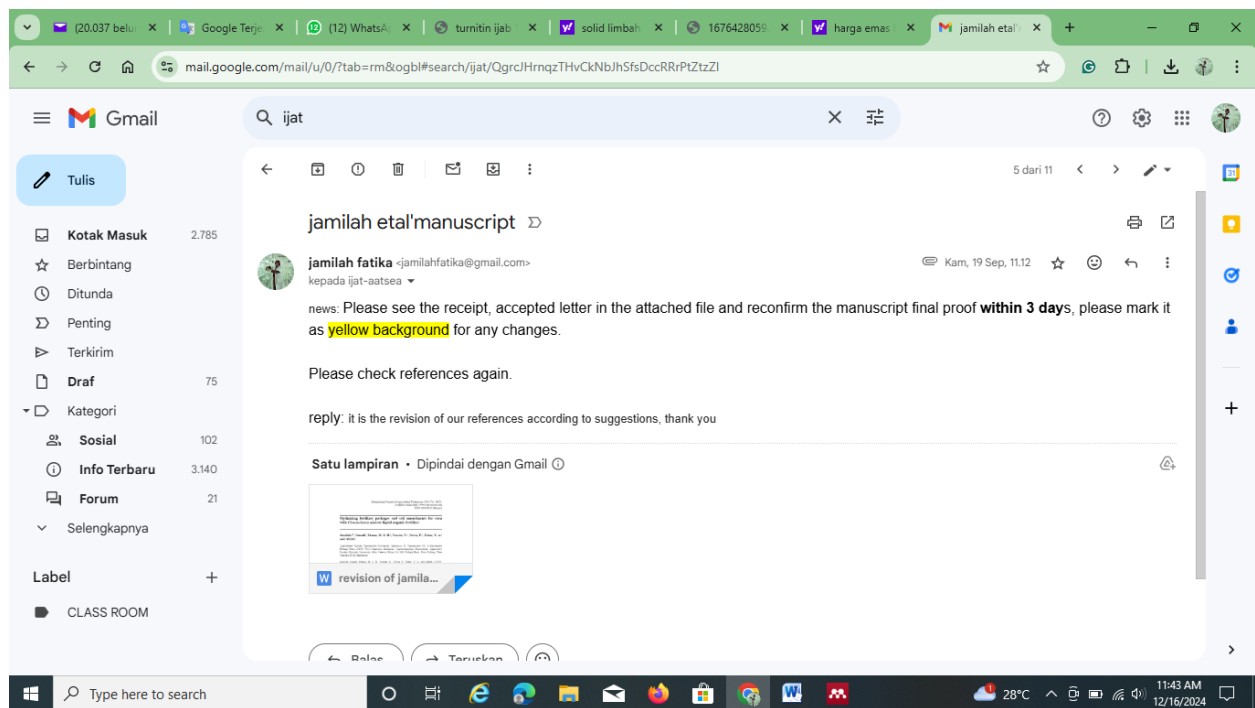 (20.037 belu
Google Terje
(12) WhatsAp
turnitin ijab
solid limbah
1676428059
harga emas
jamilah etal'
mail.google.com/mail/u/0/?tab=rm&ogbl#search/ijat/QgrcJHrnqzTHvCkNbJhSfsDccRRrPtZtzZl
Gmail
ijat
Tulis
5 dari 11
31
Kotak Masuk 2.785
Berbintang
Ditunda
Penting
Terkirim
Draf 75
Kategori
Sosial 102
Info Terbaru 3.140
Forum 21
Selengkapnya
Label
CLASS ROOM
jamilah etal'manuscript
jamilah fatika <jamilahfatika@gmail.com>
Kam, 19 Sep, 11.12
kepada ijat-aatsea
news: Please see the receipt, accepted letter in the attached file and reconfirm the manuscript final proof within 3 days, please mark it
as yellow background for any changes.
Please check references again.
reply: it is the revision of our references according to suggestions, thank you
Satu lampiran • Dipindai dengan Gmail
W revision of jamila...
Balas
Teruskan
Type here to search
28°C
11:43 AM
12/16/2024